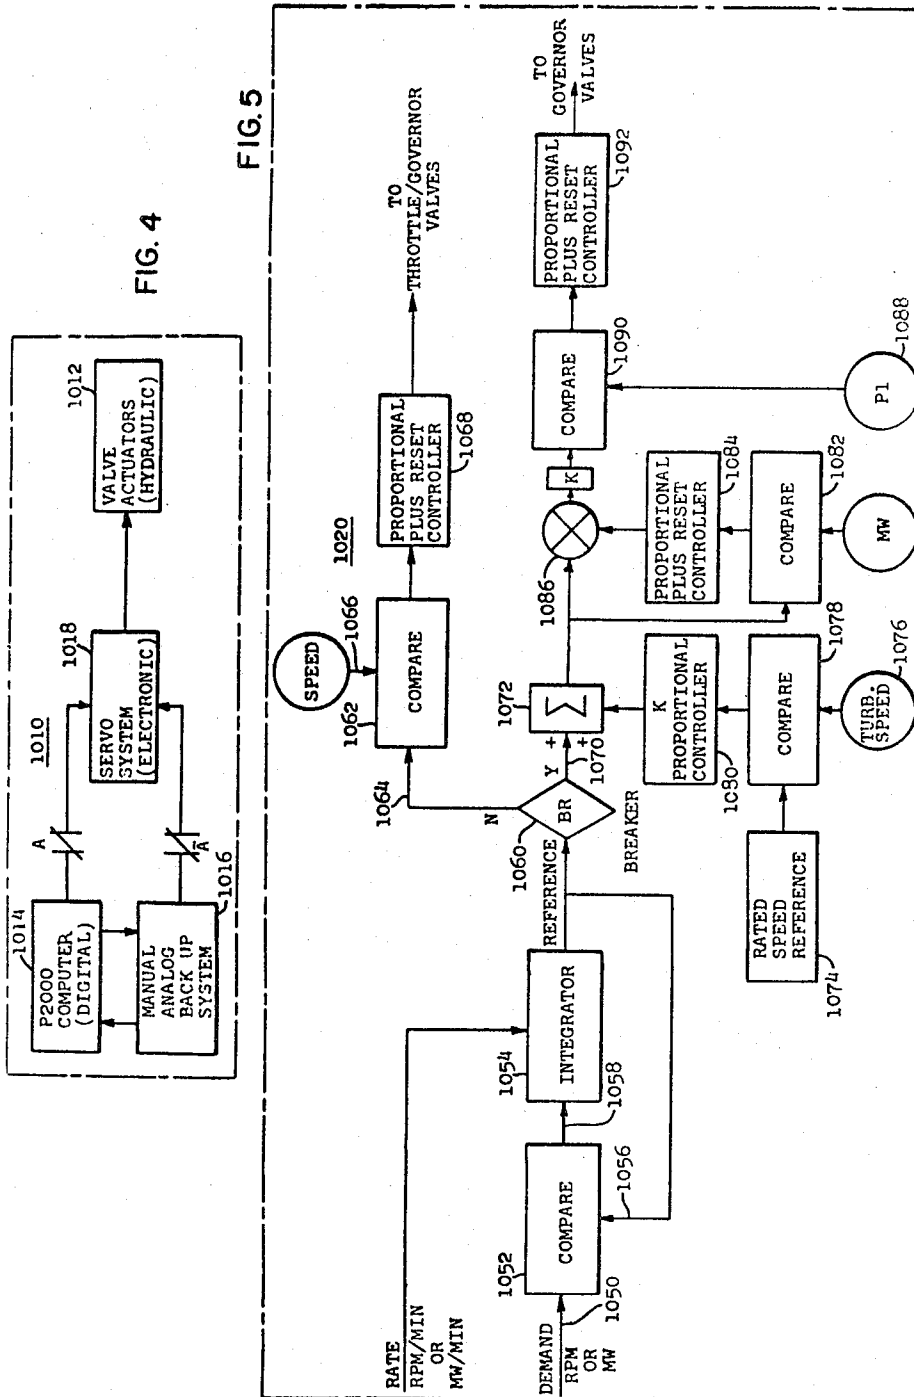 FIG. 4
1010
1014
P2000
COMPUTER
(DIGITAL)
MANUAL
ANALOG
BACK UP
SYSTEM
1016
A
Ā
1018
SERVO
SYSTEM
(ELECTRONIC)
1012
VALVE
ACTUATORS
(HYDRAULIC)
FIG. 5
1020
RATE
RPM/MIN
OR
MW/MIN
DEMAND
RPM
OR
MW
1050
1052
COMPARE
1056
1058
1054
INTEGRATOR
REFERENCE
1060
BR
BREAKER
N
Y
1064
1062
COMPARE
SPEED
1066
PROPORTIONAL
PLUS RESET
CONTROLLER
1068
TO
THROTTLE/GOVERNOR
VALVES
+
+
1070
1072
Σ
1074
RATED
SPEED
REFERENCE
COMPARE
1078
TURB.
SPEED
1076
K
PROPORTIONAL
CONTROLLER
1080
1086
PROPORTIONAL
PLUS RESET
CONTROLLER
1084
COMPARE
1082
MW
K
COMPARE
1090
P1
1088
PROPORTIONAL
PLUS RESET
CONTROLLER
1092
TO
GOVERNOR
VALVES